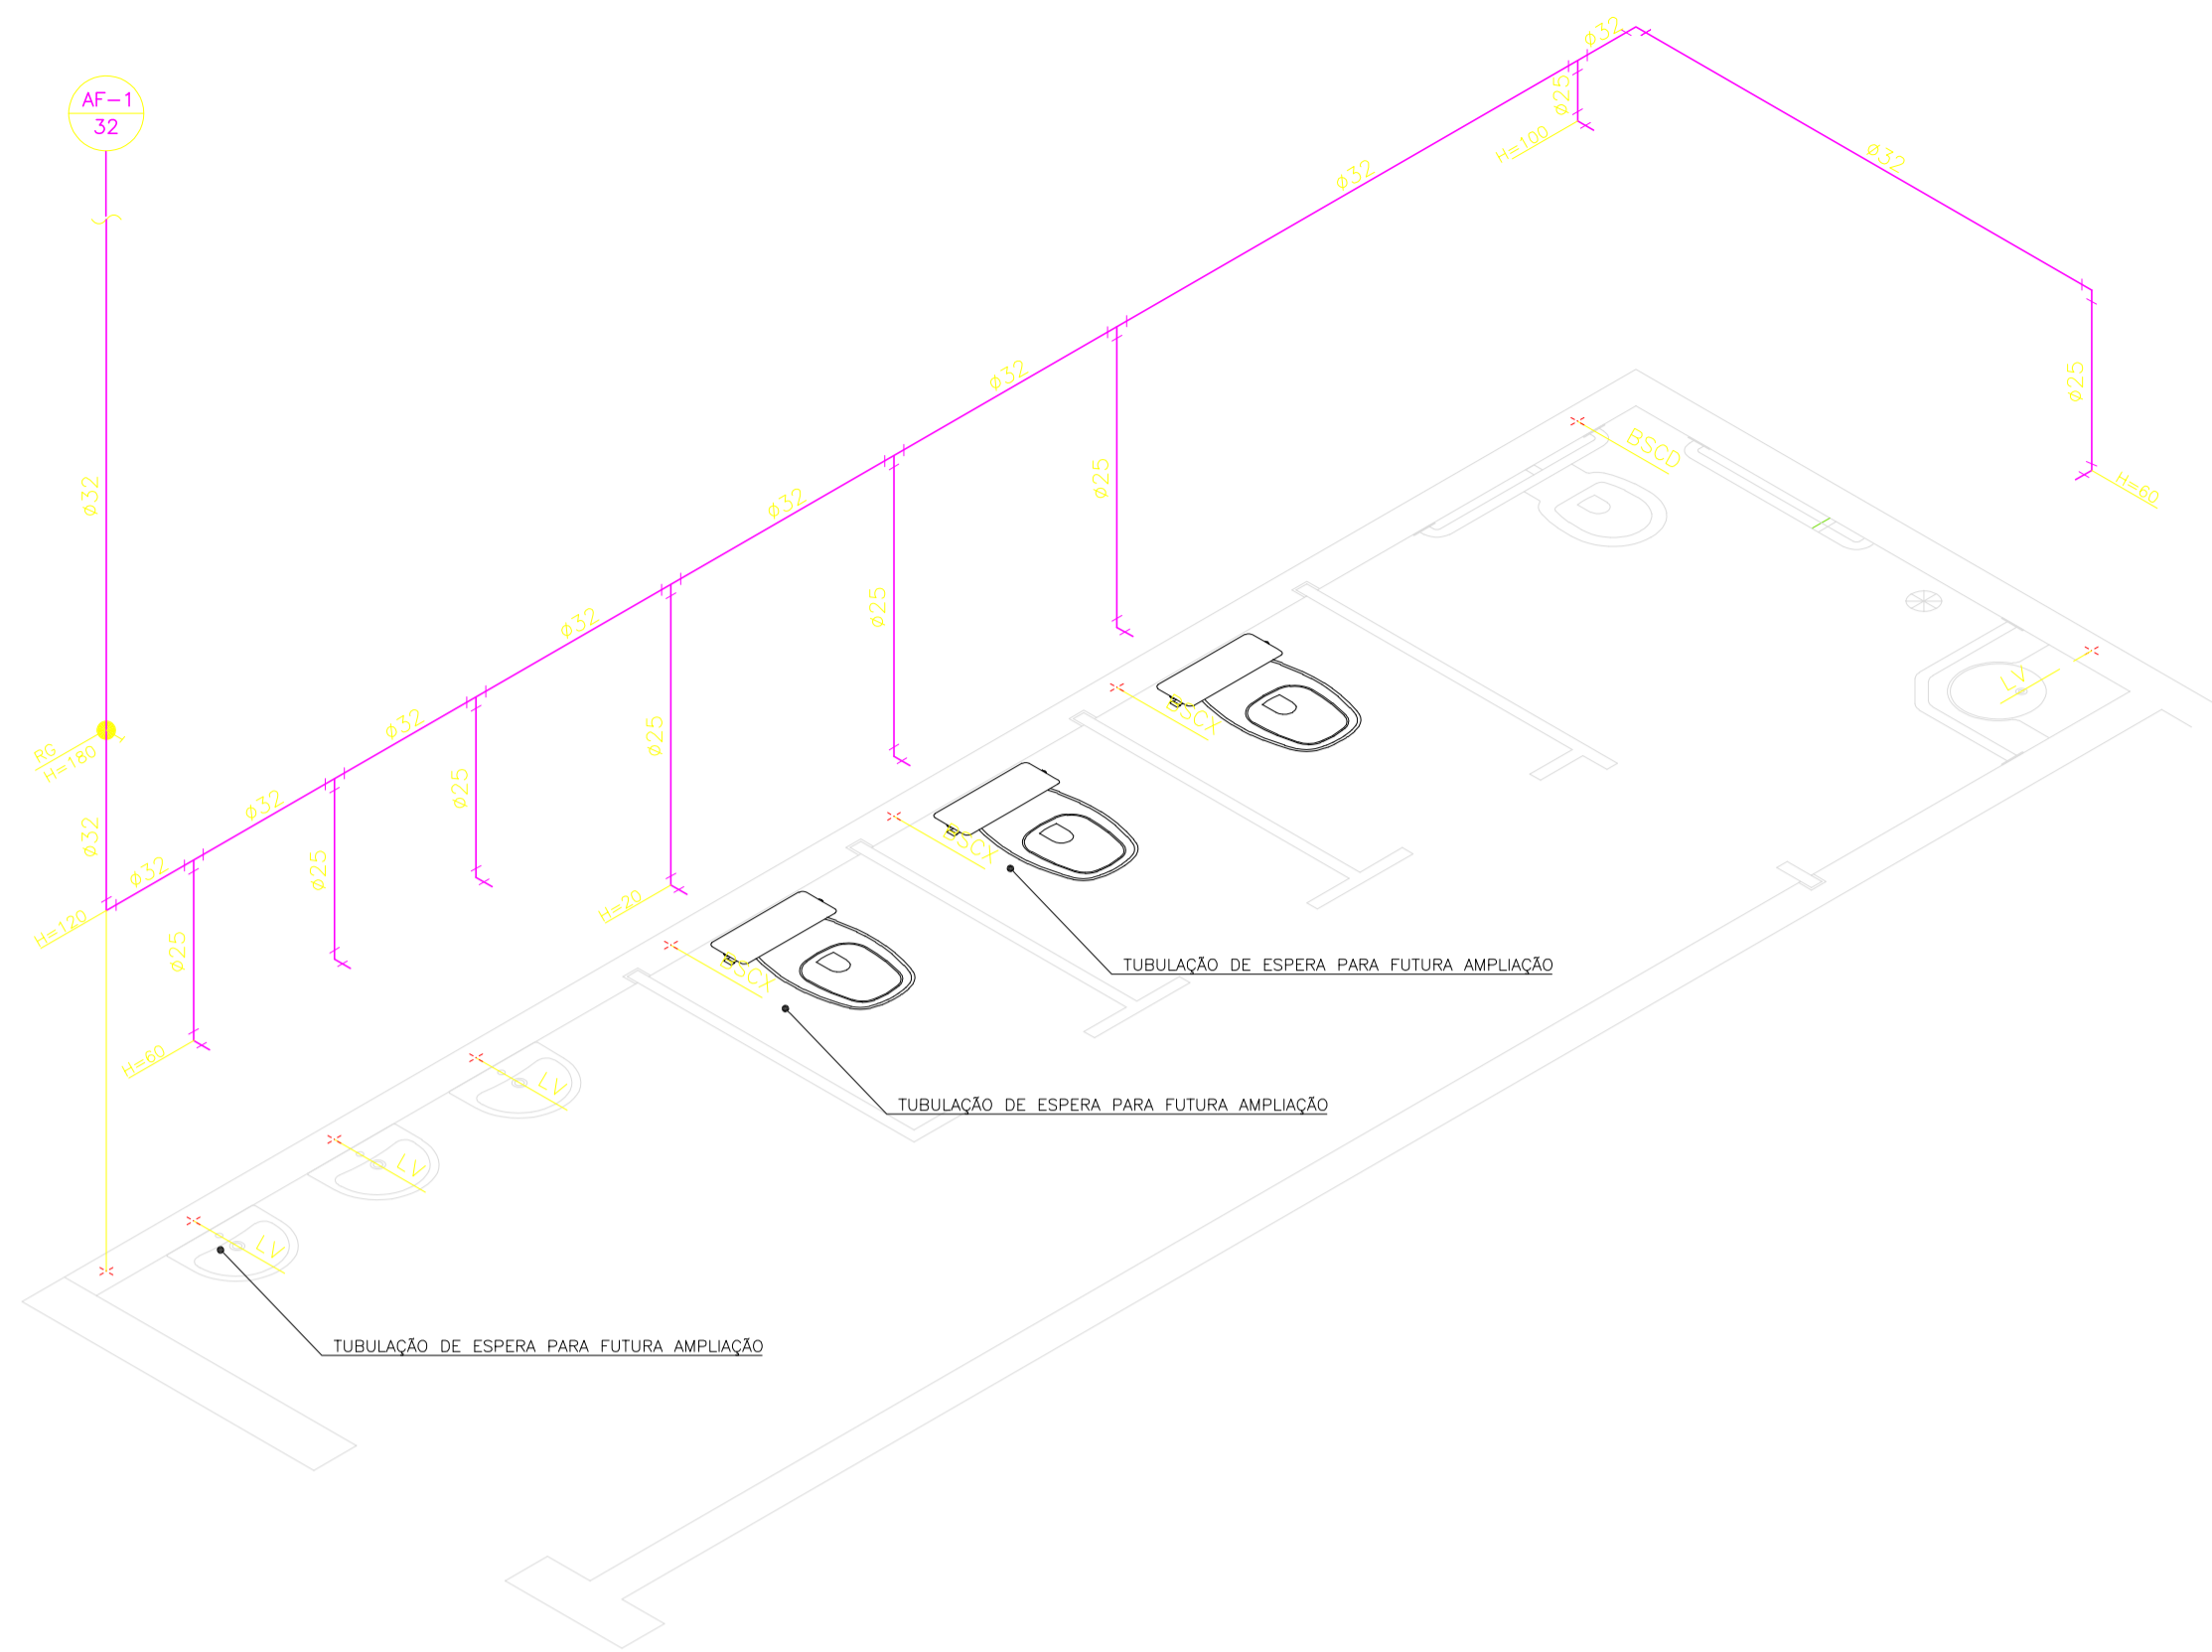 AF-1
32
ø32
ø25
H=100
ø32
ø32
ø25
H=60
ø32
ø25
BSCD
ø32
ø25
ø32
ø32
ø25
BSCX
LV
RG
H=180
ø32
ø25
ø32
ø25
BSCX
ø32
ø32
ø25
H=20
BSCX
TUBULAÇÃO DE ESPERA PARA FUTURA AMPLIAÇÃO
ø32
H=120
ø25
H=60
LV
TUBULAÇÃO DE ESPERA PARA FUTURA AMPLIAÇÃO
LV
LV
TUBULAÇÃO DE ESPERA PARA FUTURA AMPLIAÇÃO